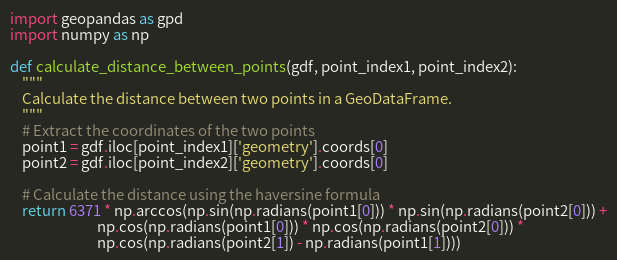 import geopandas as gpd
import numpy as np
def calculate_distance_between_points(gdf, point_index1, point_index2):
"""
Calculate the distance between two points in a GeoDataFrame.
"""
# Extract the coordinates of the two points
point1 = gdf.iloc[point_index1]['geometry'].coords[0]
point2 = gdf.iloc[point_index2]['geometry'].coords[0]
# Calculate the distance using the haversine formula
return 6371 * np.arccos(np.sin(np.radians(point1[0])) * np.sin(np.radians(point2[0])) +
np.cos(np.radians(point1[0])) * np.cos(np.radians(point2[0])) *
np.cos(np.radians(point2[1]) - np.radians(point1[1])))